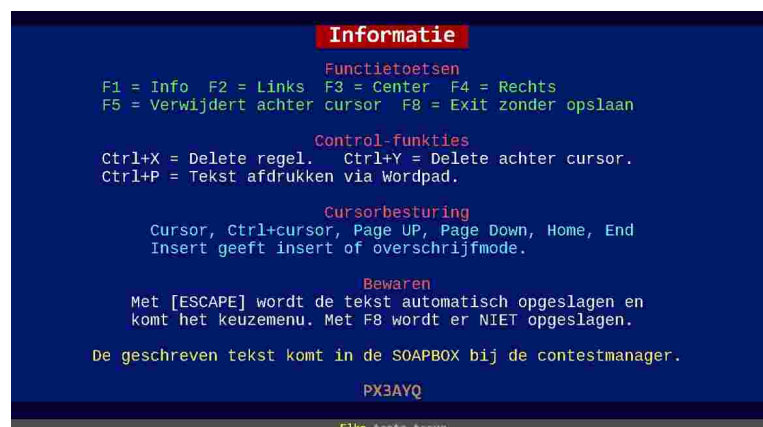 Informatie
Functietoetsen
F1 = Info F2 = Links F3 = Center F4 = Rechts
F5 = Verwijdert achter cursor F8 = Exit zonder opslaan
Control-funkties
Ctrl+X = Delete regel. Ctrl+Y = Delete achter cursor.
Ctrl+P = Tekst afdrukken via Wordpad.
Cursorbesturing
Cursor, Ctrl+cursor, Page UP, Page Down, Home, End
Insert geeft insert of overschrijfmode.
Bewaren
Met [ESCAPE] wordt de tekst automatisch opgeslagen en
komt het keuzemenu. Met F8 wordt er NIET opgeslagen.
De geschreven tekst komt in de SOAPBOX bij de contestmanager.
PX3AYQ